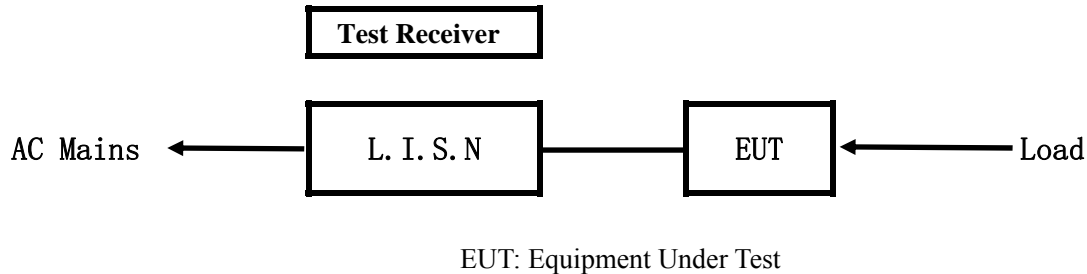 Test Receiver
AC Mains L.I.S.N EUT Load
EUT: Equipment Under Test